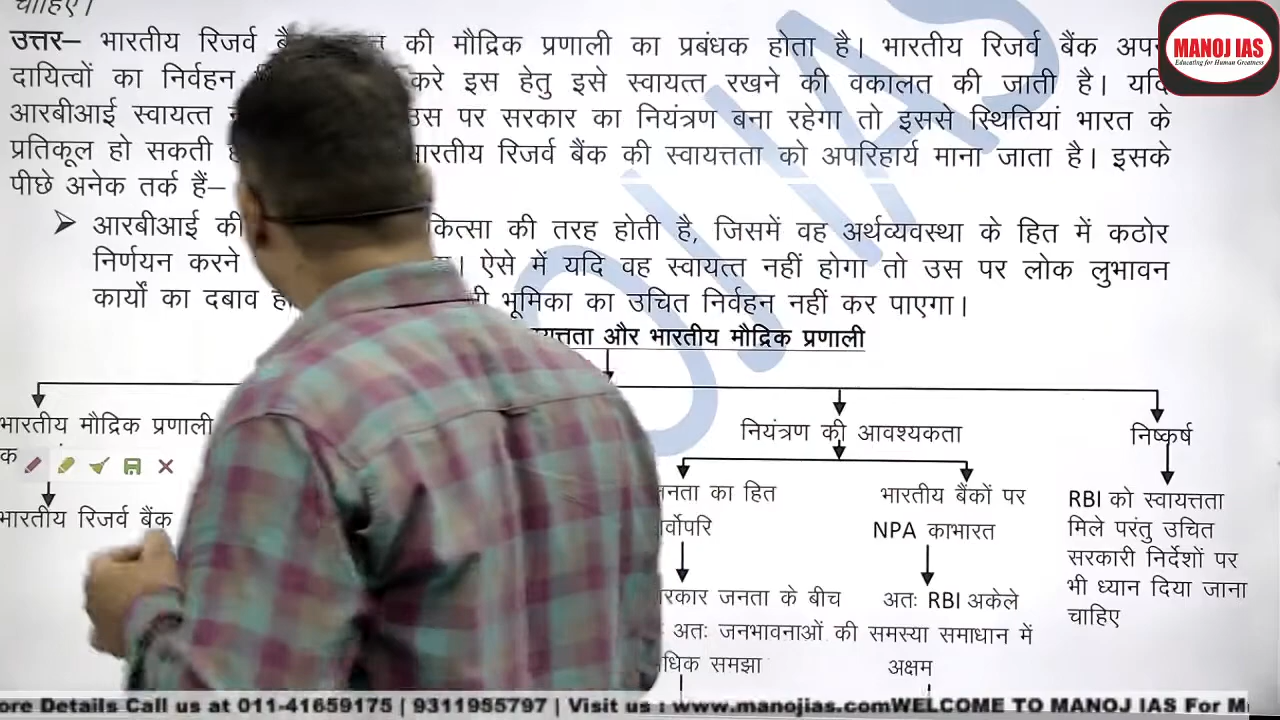 चाहिए।
उत्तर– भारतीय रिजर्व की मौद्रिक प्रणाली का प्रबंधक होता है। भारतीय रिजर्व बैंक
दायित्वों का निर्वहन करे इस हेतु इसे स्वायत्त रखने की वकालत की जाती है। यदि
आरबीआई स्वायत्त उस पर सरकार का नियंत्रण बना रहेगा तो इससे स्थितियां भारत के
प्रतिकूल हो सकती भारतीय रिजर्व बैंक की स्वायत्तता को अपरिहार्य माना जाता है। इसके
पीछे अनेक तर्क हैं–
➢ आरबीआई की की तरह होती है, जिसमें वह अर्थव्यवस्था के हित में कठोर
निर्णयन करने ऐसे में यदि वह स्वायत्त नहीं होगा तो उस पर लोक लुभावन
कार्यों का दबाव भूमिका का उचित निर्वहन नहीं कर पाएगा।
और भारतीय मौद्रिक प्रणाली
भारतीय मौद्रिक प्रणाली
भारतीय रिजर्व बैंक
नियंत्रण की आवश्यकता
जनता का हित
भारतीय बैंकों पर
NPA काभारत
सरकार जनता के बीच
अतः जनभावनाओं की
समझा
अतः RBI अकेले
समस्या समाधान में
अक्षम
निष्कर्ष
RBI को स्वायत्तता
मिले परंतु उचित
सरकारी निर्देशों पर
भी ध्यान दिया जाना
चाहिए
MANOJ IAS
Educating for Human Greatness
ore Details Call us at 011-41659175 | 9311955797 | Visit us : www.manojias.comWELCOME TO MANOJ IAS For M